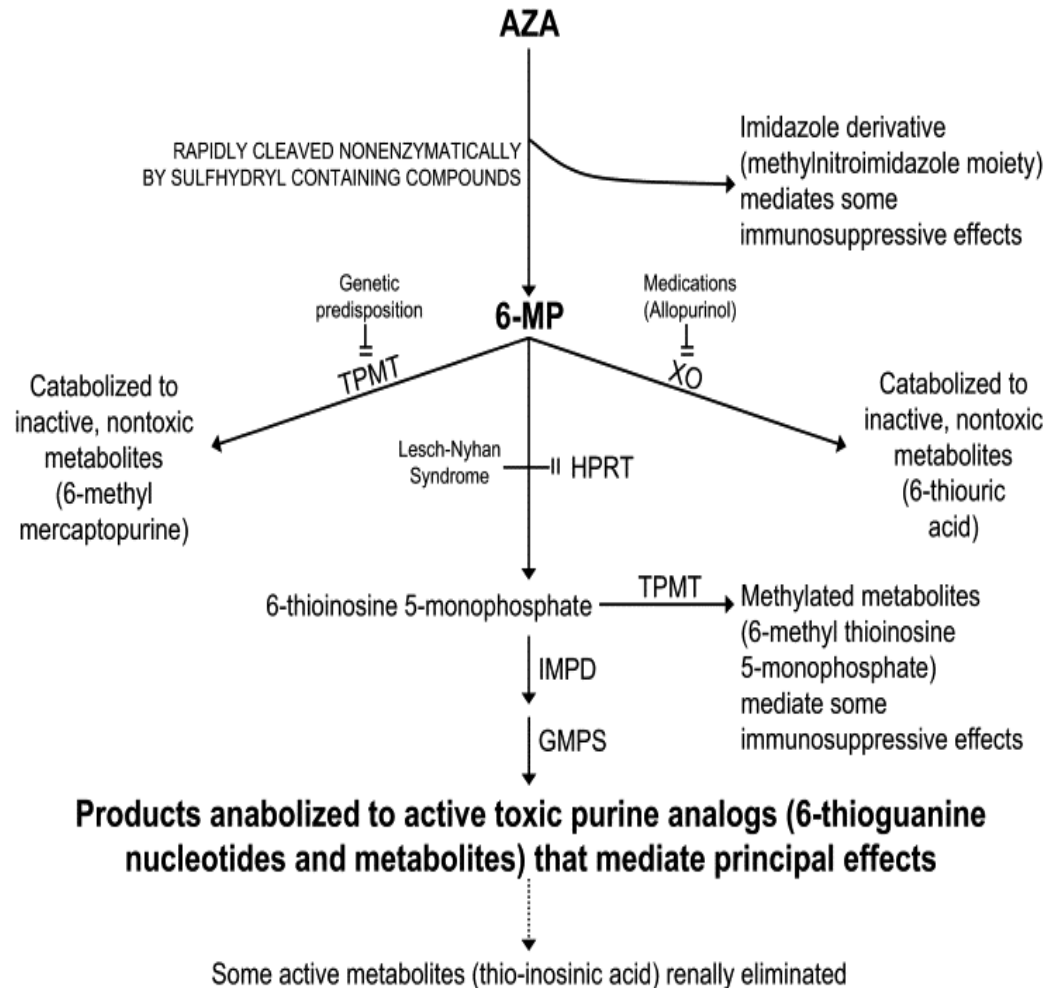 AZA
RAPIDLY CLEAVED NONENZYMATICALLY
BY SULFHYDRYL CONTAINING COMPOUNDS
Imidazole derivative
(methylnitroimidazole moiety)
mediates some
immunosuppressive effects
Genetic
predisposition
6-MP
Medications
(Allopurinol)
TPMT
XO
Catabolized to
inactive, nontoxic
metabolites
(6-methyl
mercaptopurine)
Lesch-Nyhan
Syndrome
HPRT
Catabolized to
inactive, nontoxic
metabolites
(6-thiouric
acid)
6-thioinosine 5-monophosphate
TPMT
Methylated metabolites
(6-methyl thioinosine
5-monophosphate)
mediate some
immunosuppressive effects
IMPD
GMPS
Products anabolized to active toxic purine analogs (6-thioguanine
nucleotides and metabolites) that mediate principal effects
Some active metabolites (thio-inosinic acid) renally eliminated